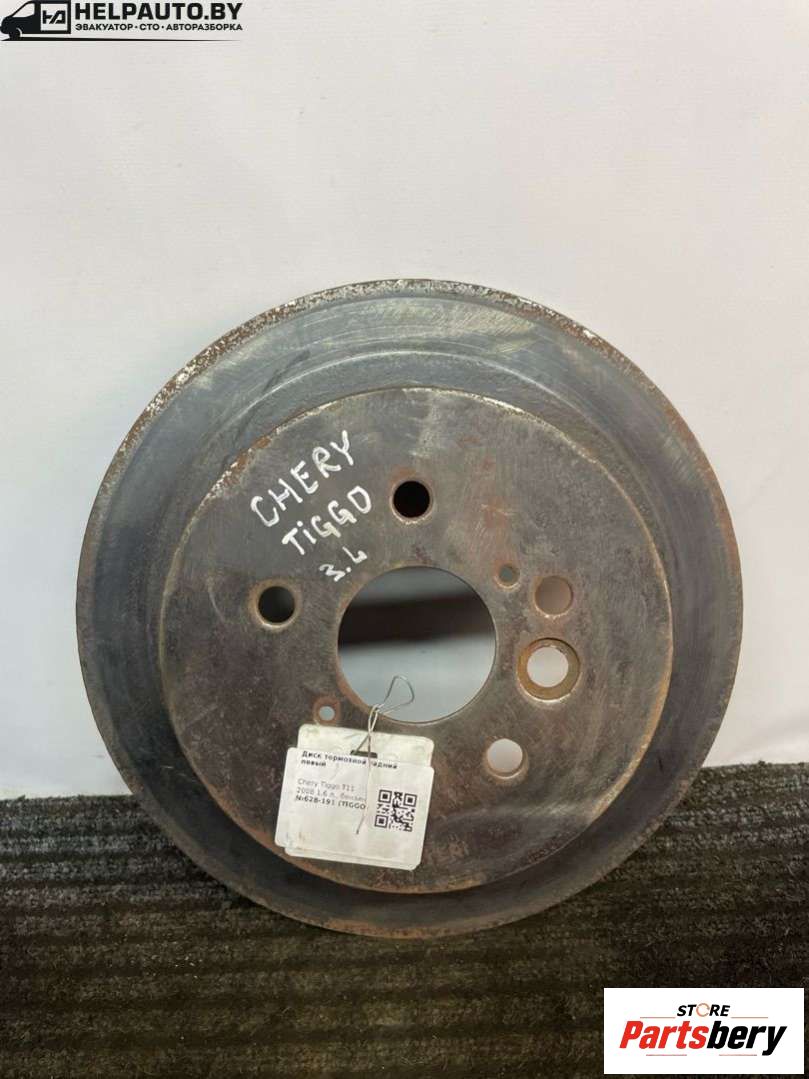 HELPAUTO.BY
ЭВАКУАТОР•СТО•АВТОРАЗБОРКА
CHERY
TIGGO
3.4
Диск тормозной задний
левый
Chery Tiggo T11
2008 1.6 л. бензин
№628-191 (TIGGO
STORE
Partsbery